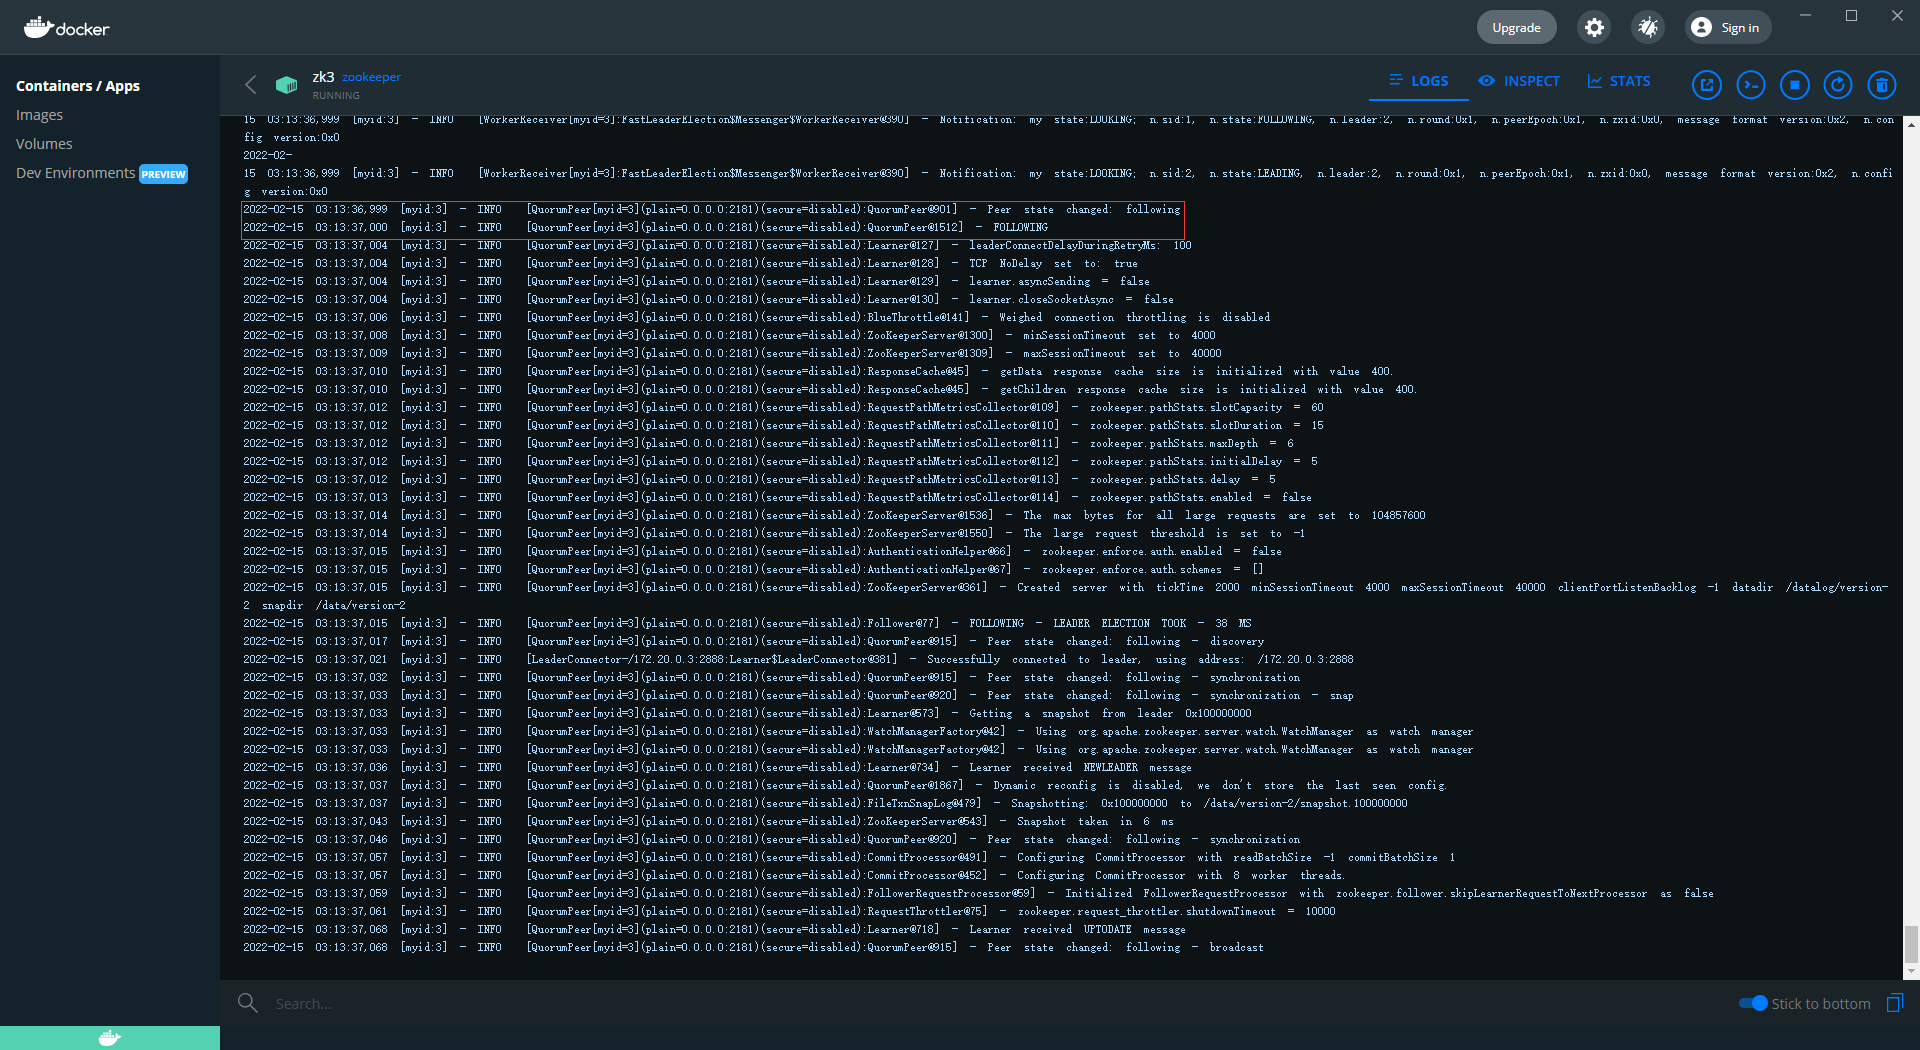 docker
Upgrade
Sign in
Containers / Apps
Images
Volumes
Dev Environments PREVIEW
zk3 zookeeper
RUNNING
LOGS
INSPECT
STATS
15 03:13:36,999 [myid:3] - INFO [WorkerReceiver[myid=3]:FastLeaderElection$Messenger$WorkerReceiver@390] - Notification: my state:LOOKING; n.sid:1, n.state:FOLLOWING, n.leader:2, n.round:0x1, n.peerEpoch:0x1, n.zxid:0x0, message format version:0x2, n.con
fig version:0x0
2022-02-
15 03:13:36,999 [myid:3] - INFO [WorkerReceiver[myid=3]:FastLeaderElection$Messenger$WorkerReceiver@390] - Notification: my state:LOOKING; n.sid:2, n.state:LEADING, n.leader:2, n.round:0x1, n.peerEpoch:0x1, n.zxid:0x0, message format version:0x2, n.confi
g version:0x0
2022-02-15 03:13:36,999 [myid:3] - INFO [QuorumPeer[myid=3](plain=0.0.0.0:2181)(secure=disabled):QuorumPeer@901] - Peer state changed: following
2022-02-15 03:13:37,000 [myid:3] - INFO [QuorumPeer[myid=3](plain=0.0.0.0:2181)(secure=disabled):QuorumPeer@1512] - FOLLOWING
2022-02-15 03:13:37,004 [myid:3] - INFO [QuorumPeer[myid=3](plain=0.0.0.0:2181)(secure=disabled):Learner@127] - leaderConnectDelayDuringRetryMs: 100
2022-02-15 03:13:37,004 [myid:3] - INFO [QuorumPeer[myid=3](plain=0.0.0.0:2181)(secure=disabled):Learner@128] - TCP NoDelay set to: true
2022-02-15 03:13:37,004 [myid:3] - INFO [QuorumPeer[myid=3](plain=0.0.0.0:2181)(secure=disabled):Learner@129] - learner.asyncSending = false
2022-02-15 03:13:37,004 [myid:3] - INFO [QuorumPeer[myid=3](plain=0.0.0.0:2181)(secure=disabled):Learner@130] - learner.closeSocketAsync = false
2022-02-15 03:13:37,006 [myid:3] - INFO [QuorumPeer[myid=3](plain=0.0.0.0:2181)(secure=disabled):BlueThrottle@141] - Weighed connection throttling is disabled
2022-02-15 03:13:37,008 [myid:3] - INFO [QuorumPeer[myid=3](plain=0.0.0.0:2181)(secure=disabled):ZooKeeperServer@1300] - minSessionTimeout set to 4000
2022-02-15 03:13:37,009 [myid:3] - INFO [QuorumPeer[myid=3](plain=0.0.0.0:2181)(secure=disabled):ZooKeeperServer@1309] - maxSessionTimeout set to 40000
2022-02-15 03:13:37,010 [myid:3] - INFO [QuorumPeer[myid=3](plain=0.0.0.0:2181)(secure=disabled):ResponseCache@45] - getData response cache size is initialized with value 400.
2022-02-15 03:13:37,010 [myid:3] - INFO [QuorumPeer[myid=3](plain=0.0.0.0:2181)(secure=disabled):ResponseCache@45] - getChildren response cache size is initialized with value 400.
2022-02-15 03:13:37,012 [myid:3] - INFO [QuorumPeer[myid=3](plain=0.0.0.0:2181)(secure=disabled):RequestPathMetricsCollector@109] - zookeeper.pathStats.slotCapacity = 60
2022-02-15 03:13:37,012 [myid:3] - INFO [QuorumPeer[myid=3](plain=0.0.0.0:2181)(secure=disabled):RequestPathMetricsCollector@110] - zookeeper.pathStats.slotDuration = 15
2022-02-15 03:13:37,012 [myid:3] - INFO [QuorumPeer[myid=3](plain=0.0.0.0:2181)(secure=disabled):RequestPathMetricsCollector@111] - zookeeper.pathStats.maxDepth = 6
2022-02-15 03:13:37,012 [myid:3] - INFO [QuorumPeer[myid=3](plain=0.0.0.0:2181)(secure=disabled):RequestPathMetricsCollector@112] - zookeeper.pathStats.initialDelay = 5
2022-02-15 03:13:37,012 [myid:3] - INFO [QuorumPeer[myid=3](plain=0.0.0.0:2181)(secure=disabled):RequestPathMetricsCollector@113] - zookeeper.pathStats.delay = 5
2022-02-15 03:13:37,013 [myid:3] - INFO [QuorumPeer[myid=3](plain=0.0.0.0:2181)(secure=disabled):RequestPathMetricsCollector@114] - zookeeper.pathStats.enabled = false
2022-02-15 03:13:37,014 [myid:3] - INFO [QuorumPeer[myid=3](plain=0.0.0.0:2181)(secure=disabled):ZooKeeperServer@1536] - The max bytes for all large requests are set to 104857600
2022-02-15 03:13:37,014 [myid:3] - INFO [QuorumPeer[myid=3](plain=0.0.0.0:2181)(secure=disabled):ZooKeeperServer@1550] - The large request threshold is set to -1
2022-02-15 03:13:37,015 [myid:3] - INFO [QuorumPeer[myid=3](plain=0.0.0.0:2181)(secure=disabled):AuthenticationHelper@66] - zookeeper.enforce.auth.enabled = false
2022-02-15 03:13:37,015 [myid:3] - INFO [QuorumPeer[myid=3](plain=0.0.0.0:2181)(secure=disabled):AuthenticationHelper@67] - zookeeper.enforce.auth.schemes = []
2022-02-15 03:13:37,015 [myid:3] - INFO [QuorumPeer[myid=3](plain=0.0.0.0:2181)(secure=disabled):ZooKeeperServer@361] - Created server with tickTime 2000 minSessionTimeout 4000 maxSessionTimeout 40000 clientPortListenBacklog -1 datadir /datalog/version-
2 snapdir /data/version-2
2022-02-15 03:13:37,015 [myid:3] - INFO [QuorumPeer[myid=3](plain=0.0.0.0:2181)(secure=disabled):Follower@77] - FOLLOWING - LEADER ELECTION TOOK - 38 MS
2022-02-15 03:13:37,017 [myid:3] - INFO [QuorumPeer[myid=3](plain=0.0.0.0:2181)(secure=disabled):QuorumPeer@915] - Peer state changed: following - discovery
2022-02-15 03:13:37,021 [myid:3] - INFO [LeaderConnector-/172.20.0.3:2888:Learner$LeaderConnector@381] - Successfully connected to leader, using address: /172.20.0.3:2888
2022-02-15 03:13:37,032 [myid:3] - INFO [QuorumPeer[myid=3](plain=0.0.0.0:2181)(secure=disabled):QuorumPeer@915] - Peer state changed: following - synchronization
2022-02-15 03:13:37,033 [myid:3] - INFO [QuorumPeer[myid=3](plain=0.0.0.0:2181)(secure=disabled):QuorumPeer@920] - Peer state changed: following - synchronization - snap
2022-02-15 03:13:37,033 [myid:3] - INFO [QuorumPeer[myid=3](plain=0.0.0.0:2181)(secure=disabled):Learner@573] - Getting a snapshot from leader 0x100000000
2022-02-15 03:13:37,033 [myid:3] - INFO [QuorumPeer[myid=3](plain=0.0.0.0:2181)(secure=disabled):WatchManagerFactory@42] - Using org.apache.zookeeper.server.watch.WatchManager as watch manager
2022-02-15 03:13:37,033 [myid:3] - INFO [QuorumPeer[myid=3](plain=0.0.0.0:2181)(secure=disabled):WatchManagerFactory@42] - Using org.apache.zookeeper.server.watch.WatchManager as watch manager
2022-02-15 03:13:37,036 [myid:3] - INFO [QuorumPeer[myid=3](plain=0.0.0.0:2181)(secure=disabled):Learner@734] - Learner received NEWLEADER message
2022-02-15 03:13:37,037 [myid:3] - INFO [QuorumPeer[myid=3](plain=0.0.0.0:2181)(secure=disabled):QuorumPeer@1867] - Dynamic reconfig is disabled, we don't store the last seen config.
2022-02-15 03:13:37,037 [myid:3] - INFO [QuorumPeer[myid=3](plain=0.0.0.0:2181)(secure=disabled):FileTxnSnapLog@479] - Snapshotting: 0x100000000 to /data/version-2/snapshot.100000000
2022-02-15 03:13:37,043 [myid:3] - INFO [QuorumPeer[myid=3](plain=0.0.0.0:2181)(secure=disabled):ZooKeeperServer@543] - Snapshot taken in 6 ms
2022-02-15 03:13:37,046 [myid:3] - INFO [QuorumPeer[myid=3](plain=0.0.0.0:2181)(secure=disabled):QuorumPeer@920] - Peer state changed: following - synchronization
2022-02-15 03:13:37,057 [myid:3] - INFO [QuorumPeer[myid=3](plain=0.0.0.0:2181)(secure=disabled):CommitProcessor@491] - Configuring CommitProcessor with readBatchSize -1 commitBatchSize 1
2022-02-15 03:13:37,057 [myid:3] - INFO [QuorumPeer[myid=3](plain=0.0.0.0:2181)(secure=disabled):CommitProcessor@452] - Configuring CommitProcessor with 8 worker threads.
2022-02-15 03:13:37,059 [myid:3] - INFO [QuorumPeer[myid=3](plain=0.0.0.0:2181)(secure=disabled):FollowerRequestProcessor@59] - Initialized FollowerRequestProcessor with zookeeper.follower.skipLearnerRequestToNextProcessor as false
2022-02-15 03:13:37,061 [myid:3] - INFO [QuorumPeer[myid=3](plain=0.0.0.0:2181)(secure=disabled):RequestThrottler@75] - zookeeper.request_throttler.shutdownTimeout = 10000
2022-02-15 03:13:37,068 [myid:3] - INFO [QuorumPeer[myid=3](plain=0.0.0.0:2181)(secure=disabled):Learner@718] - Learner received UPTODATE message
2022-02-15 03:13:37,068 [myid:3] - INFO [QuorumPeer[myid=3](plain=0.0.0.0:2181)(secure=disabled):QuorumPeer@915] - Peer state changed: following - broadcast
Search...
Stick to bottom